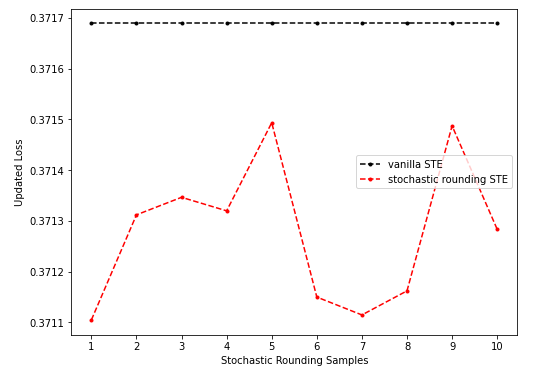 Updated Loss
0.3717
0.3716
0.3715
0.3714
0.3713
0.3712
0.3711
vanilla STE
stochastic rounding STE
1 2 3 4 5 6 7 8 9 10
Stochastic Rounding Samples